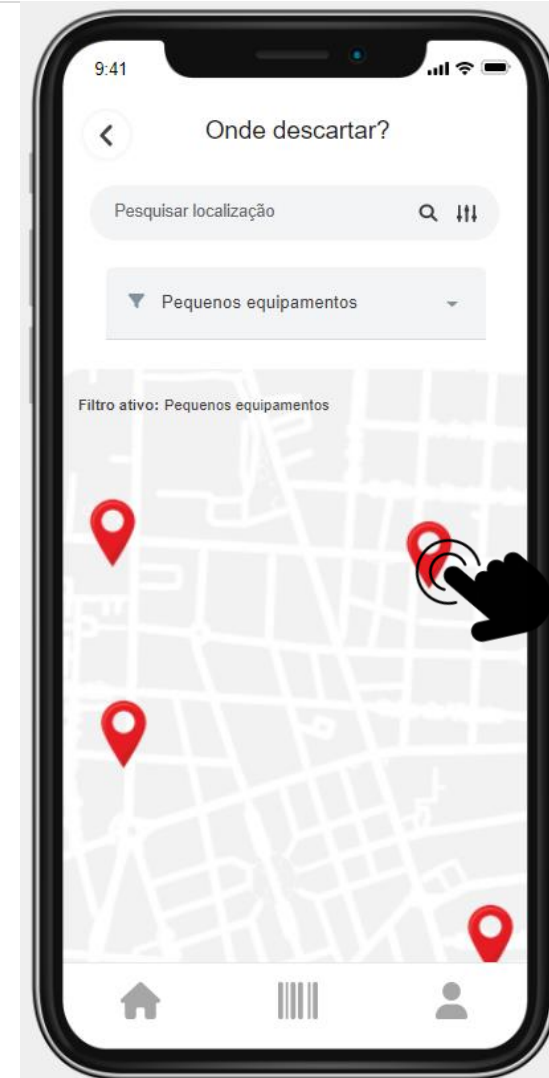 9:41
Onde descartar?
Pesquisar localização
Pequenos equipamentos
Filtro ativo: Pequenos equipamentos